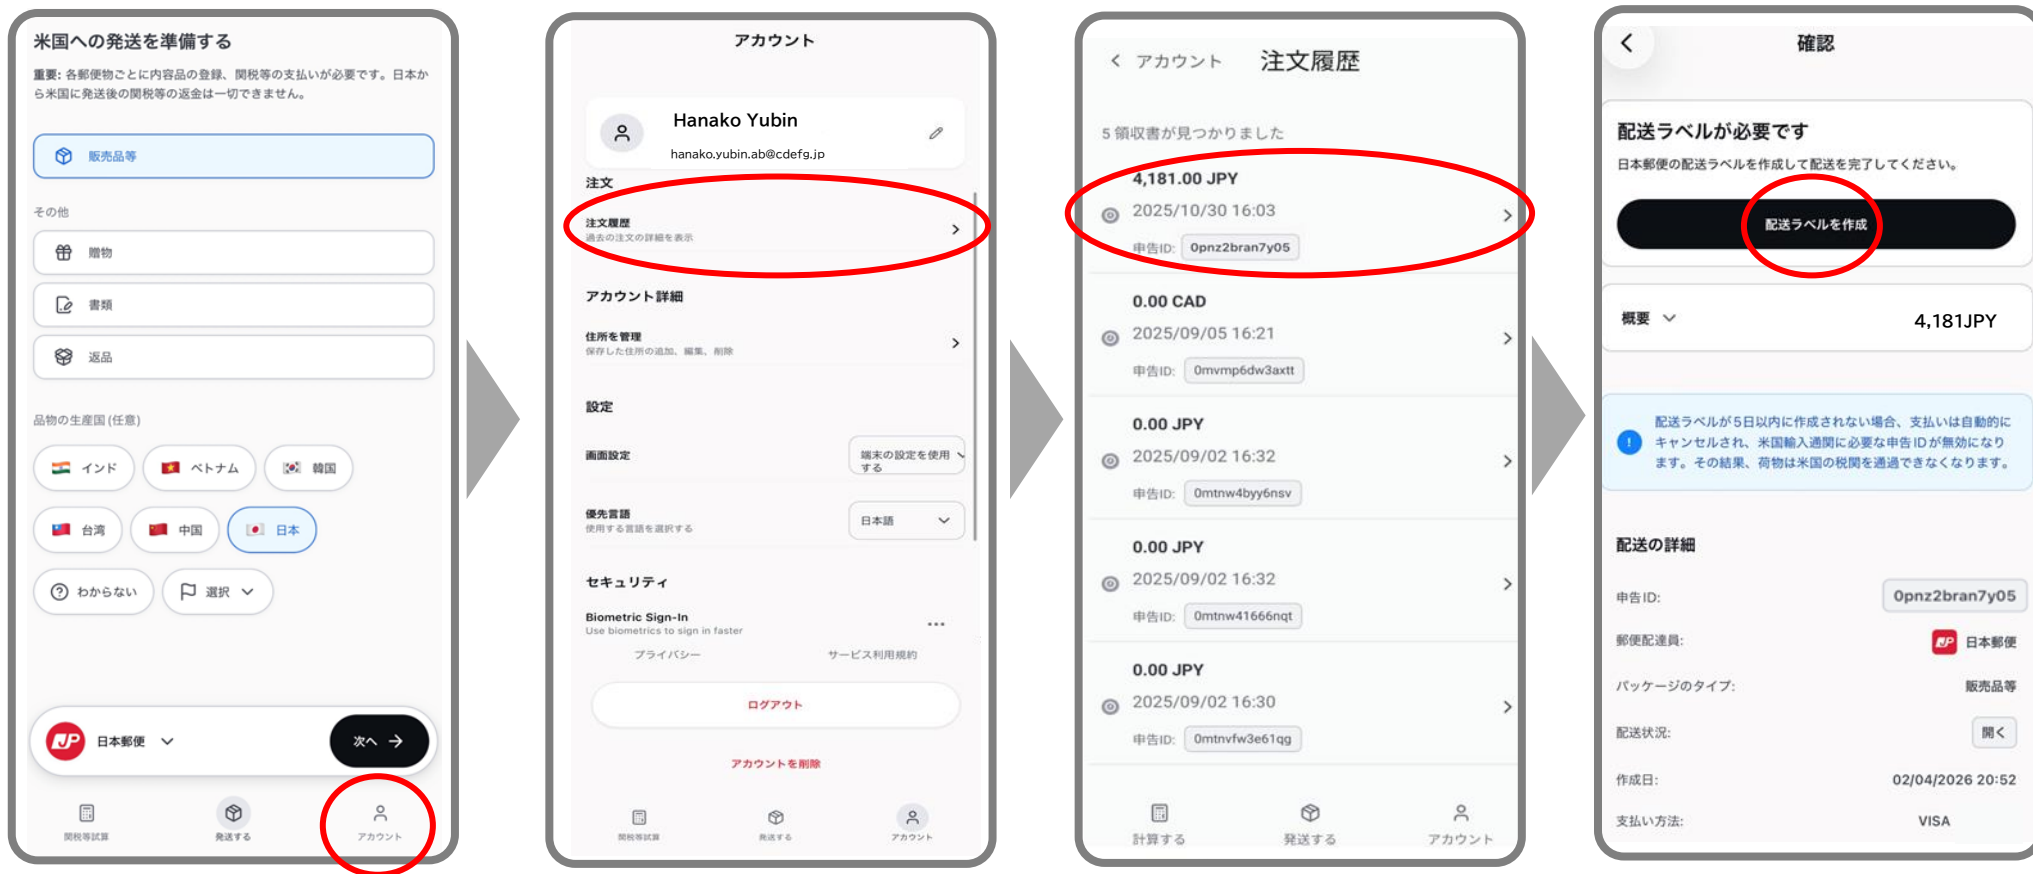 米国への発送を準備する
重要: 各郵便物ごとに内容品の登録、関税等の支払いが必要です。日本か
ら米国に発送後の関税等の返金は一切できません。
販売品等
その他
贈物
書類
返品
品物の生産国 (任意)
インド
ベトナム
韓国
台湾
中国
日本
わからない
選択
日本郵便
次へ
関税等試算
発送する
アカウント
アカウント
Hanako Yubin
hanako.yubin.ab@cdefg.jp
注文
注文履歴
過去の注文の詳細を表示
アカウント詳細
住所を管理
保存した住所の追加、編集、削除
設定
画面設定
端末の設定を使用
する
優先言語
使用する言語を選択する
日本語
セキュリティ
Biometric Sign-In
Use biometrics to sign in faster
プライバシー
サービス利用規約
ログアウト
アカウントを削除
関税等試算
発送する
アカウント
アカウント
注文履歴
5 領収書が見つかりました
4,181.00 JPY
2025/10/30 16:03
申告ID: 0pnz2bran7y05
0.00 CAD
2025/09/05 16:21
申告ID: 0mvmp6dw3axtt
0.00 JPY
2025/09/02 16:32
申告ID: 0mtnw4byy6nsv
0.00 JPY
2025/09/02 16:32
申告ID: 0mtnw41666nqt
0.00 JPY
2025/09/02 16:30
申告ID: 0mtnvfw3e61qg
計算する
発送する
アカウント
確認
配送ラベルが必要です
日本郵便の配送ラベルを作成して配送を完了してください。
配送ラベルを作成
概要
4,181JPY
配送ラベルが5日以内に作成されない場合、支払いは自動的に
キャンセルされ、米国輸入通関に必要な申告IDが無効になり
ます。その結果、荷物は米国の税関を通過できなくなります。
配送の詳細
申告ID:
0pnz2bran7y05
郵便配達員:
日本郵便
パッケージのタイプ:
販売品等
配送状況:
開く
作成日:
02/04/2026 20:52
支払い方法:
VISA